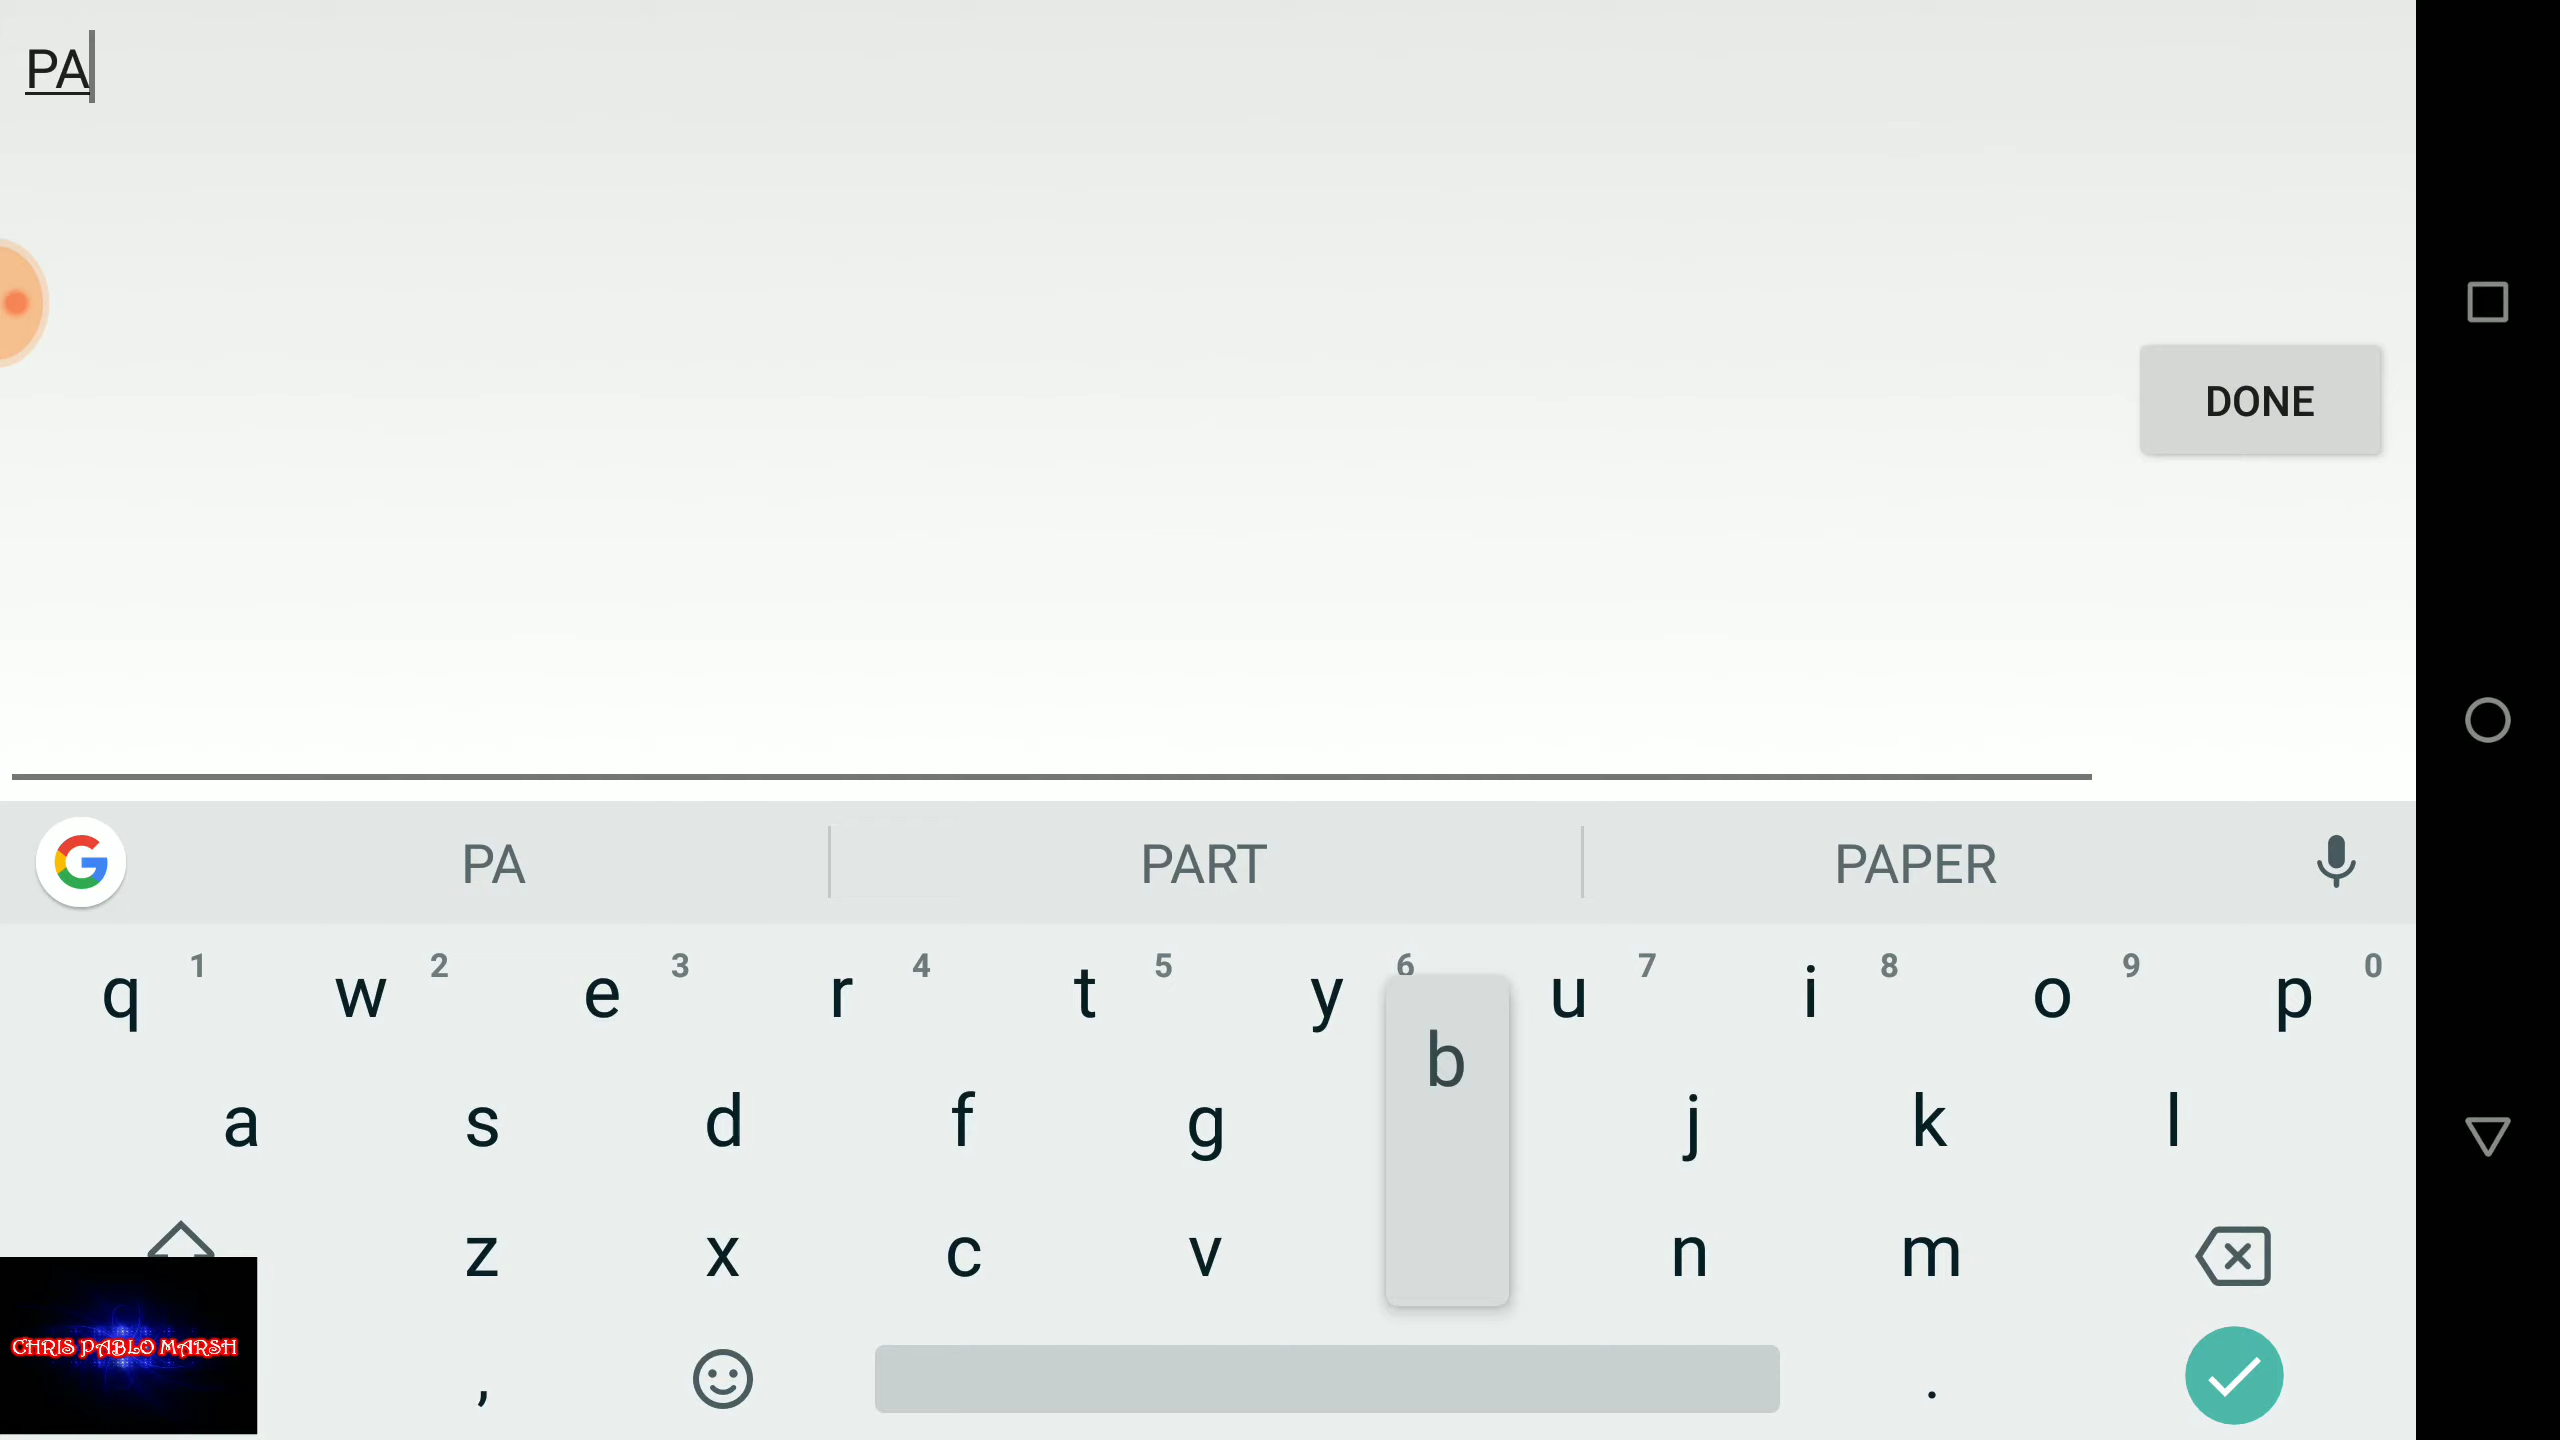 PA
DONE
PA PART PAPER
q 1 w 2 e 3 r 4 t 5 y 6 u 7 i 8 o 9 p 0
a s d f g j k l
b
z x c v n m
, .
CHRIS PABLO MARSH